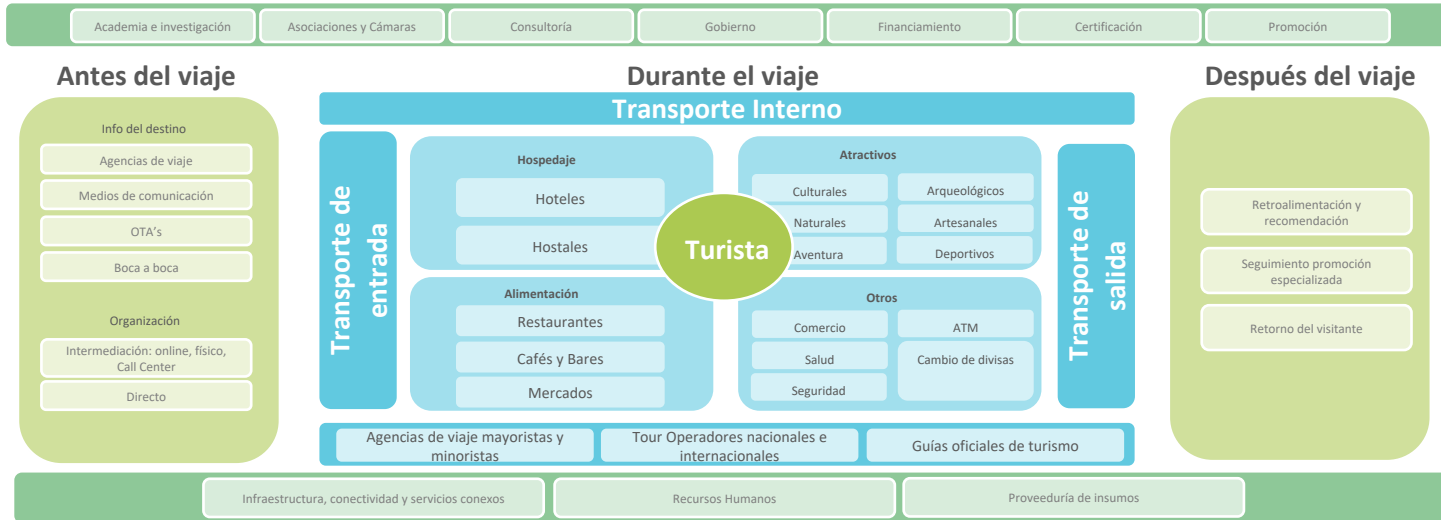 Academia e investigación
Asociaciones y Cámaras
Consultoría
Gobierno
Financiamiento
Certificación
Promoción
Antes del viaje
Info del destino
Agencias de viaje
Medios de comunicación
OTA's
Boca a boca
Organización
Intermediación: online, físico,
Call Center
Directo
Durante el viaje
Transporte Interno
Transporte de
entrada
Hospedaje
Hoteles
Hostales
Atractivos
Culturales
Arqueológicos
Naturales
Artesanales
Aventura
Deportivos
Turista
Alimentación
Restaurantes
Cafés y Bares
Mercados
Otros
Comercio
ATM
Salud
Cambio de divisas
Seguridad
Transporte de
salida
Agencias de viaje mayoristas y
minoristas
Tour Operadores nacionales e
internacionales
Guías oficiales de turismo
Después del viaje
Retroalimentación y
recomendación
Seguimiento promoción
especializada
Retorno del visitante
Infraestructura, conectividad y servicios conexos
Recursos Humanos
Proveeduría de insumos